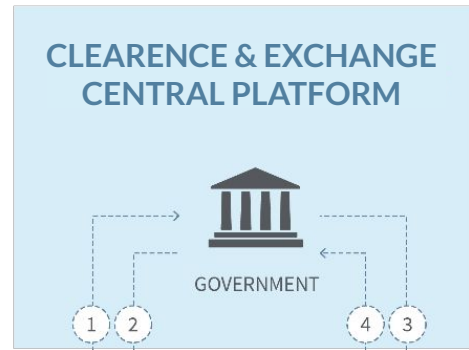 CLEARENCE & EXCHANGE
CENTRAL PLATFORM
GOVERNMENT
1 2 4 3